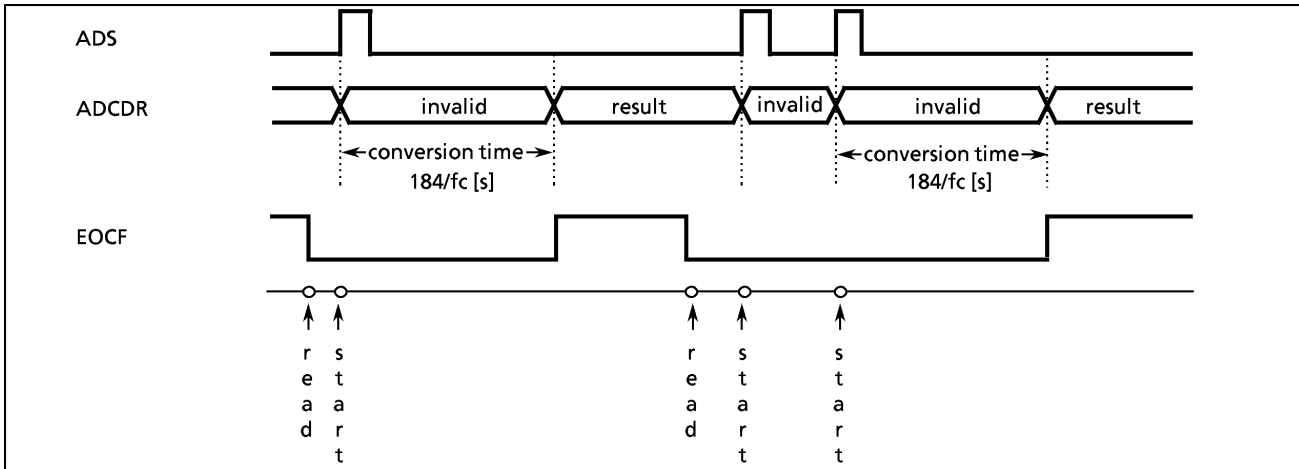 ADS
ADCDR
invalid
result
invalid
invalid
result
conversion time
184/fc [s]
conversion time
184/fc [s]
EOCF
read
start
read
start
start